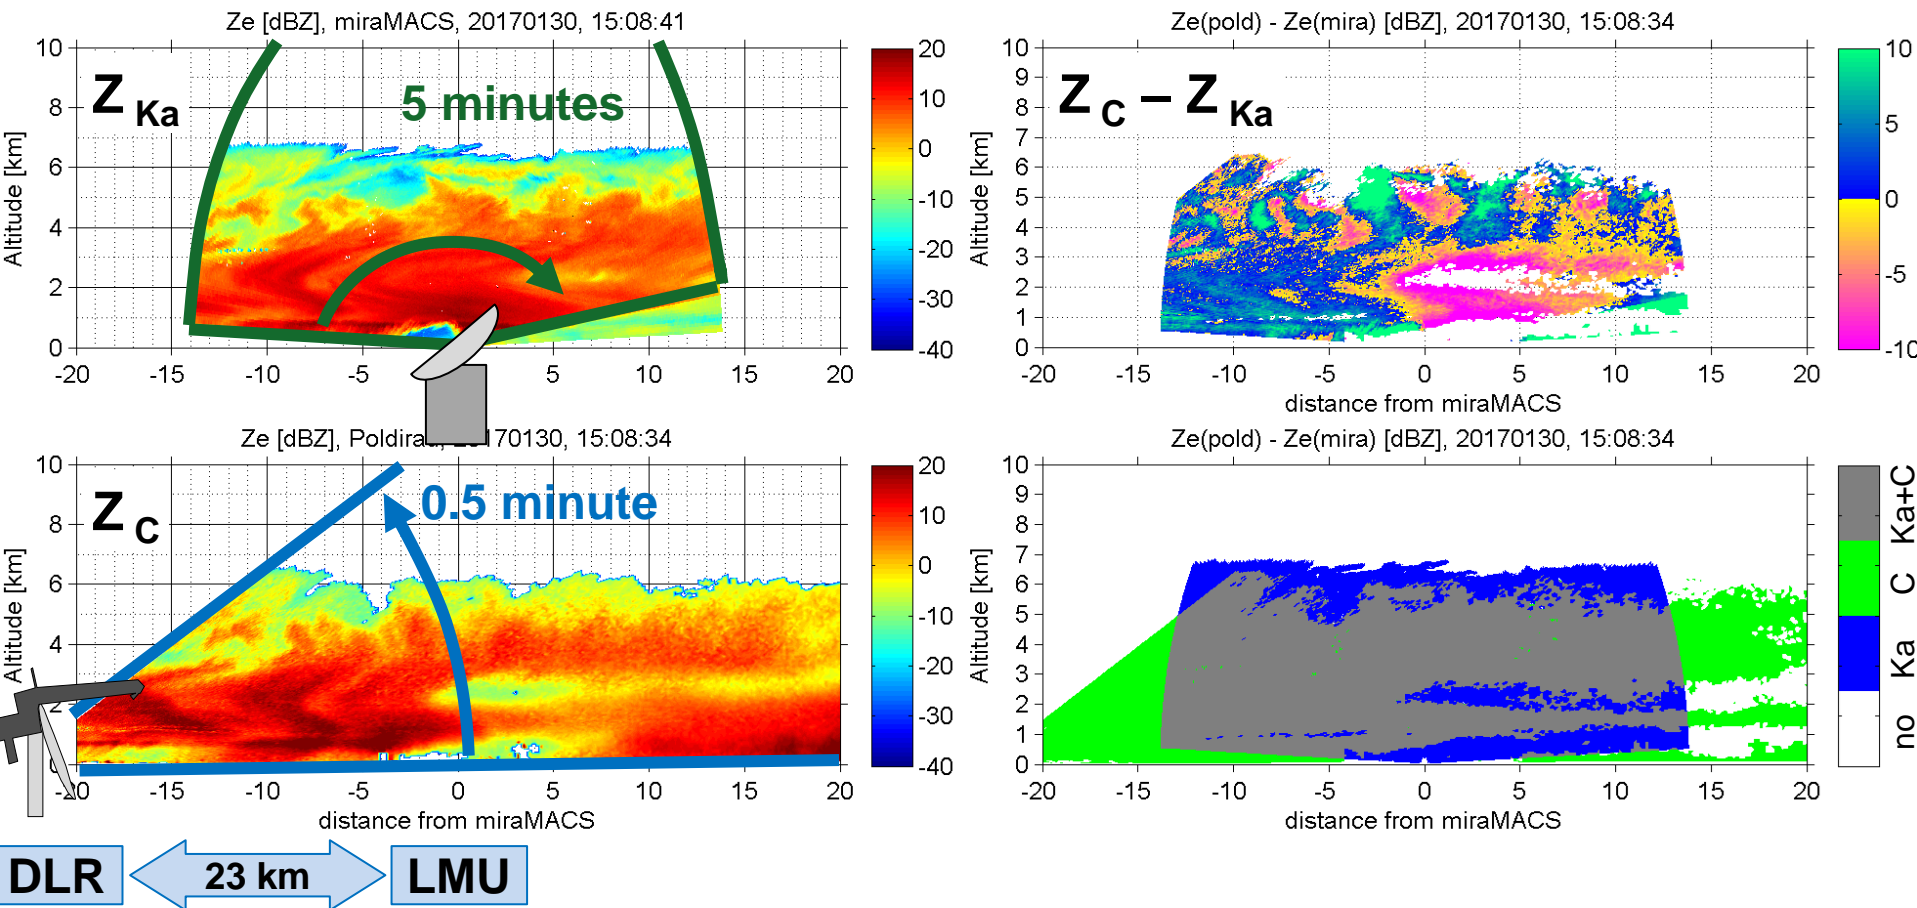 Ze [dBZ], miraMACS, 20170130, 15:08:41
Z Ka
5 minutes
Altitude [km]
10
8
6
4
2
0
-20 -15 -10 -5 5 10 15 20
20
10
0
-10
-20
-30
-40
Ze(pold) - Ze(mira) [dBZ], 20170130, 15:08:34
Z C – Z Ka
Altitude [km]
10
9
8
7
6
5
4
3
2
1
0
-20 -15 -10 -5 0 5 10 15 20
distance from miraMACS
10
5
0
-5
-10
Ze [dBZ], Poldirad, 20170130, 15:08:34
Z C
0.5 minute
Altitude [km]
10
8
6
4
2
0
-20 -15 -10 -5 0 5 10 15 20
distance from miraMACS
20
10
0
-10
-20
-30
-40
Ze(pold) - Ze(mira) [dBZ], 20170130, 15:08:34
Altitude [km]
10
9
8
7
6
5
4
3
2
1
0
-20 -15 -10 -5 0 5 10 15 20
distance from miraMACS
Ka+C
C
Ka
no
DLR
23 km
LMU